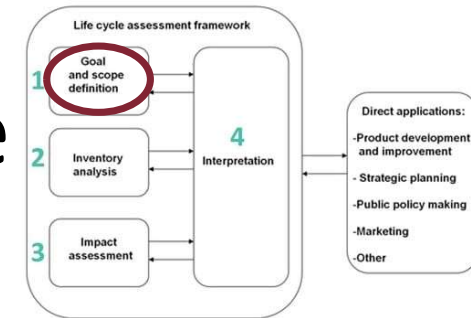 Life cycle assessment framework
1
Goal
and scope
definition
2
Inventory
analysis
3
Impact
assessment
4
Interpretation
Direct applications:
-Product development
and improvement
- Strategic planning
-Public policy making
-Marketing
-Other
e